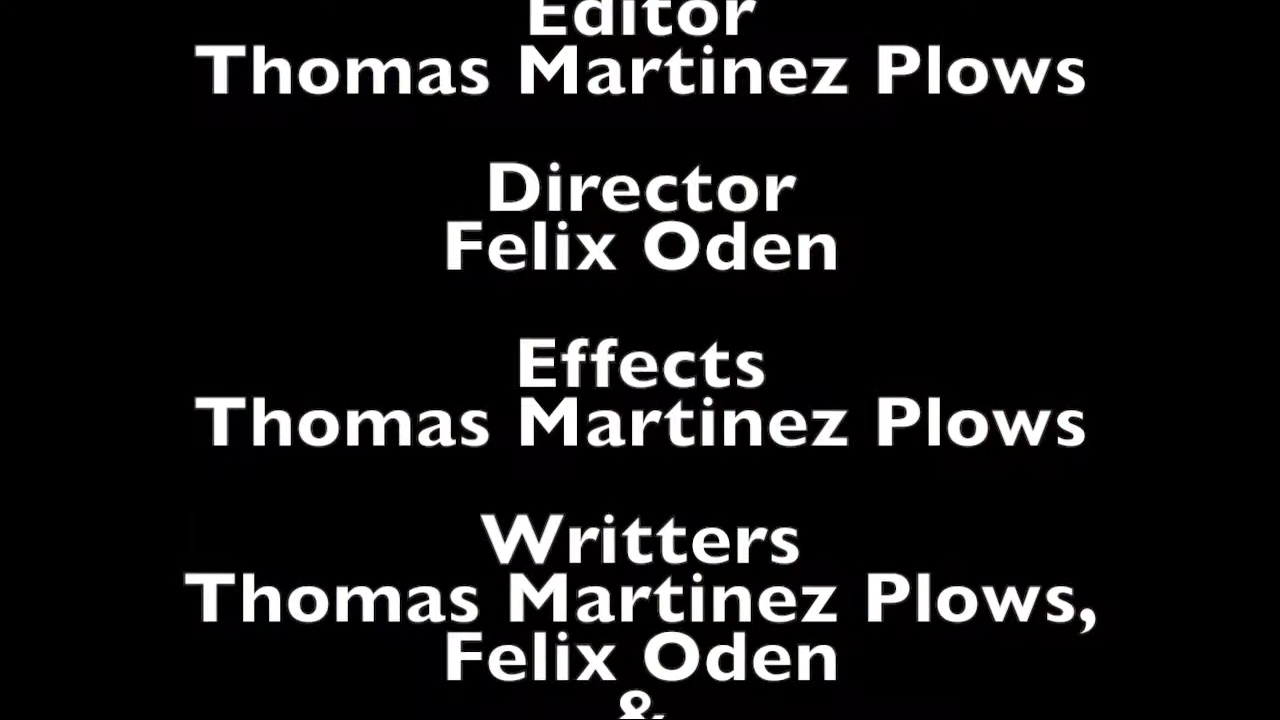 Editor
Thomas Martinez Plows
Director
Felix Oden
Effects
Thomas Martinez Plows
Writters
Thomas Martinez Plows,
Felix Oden
&